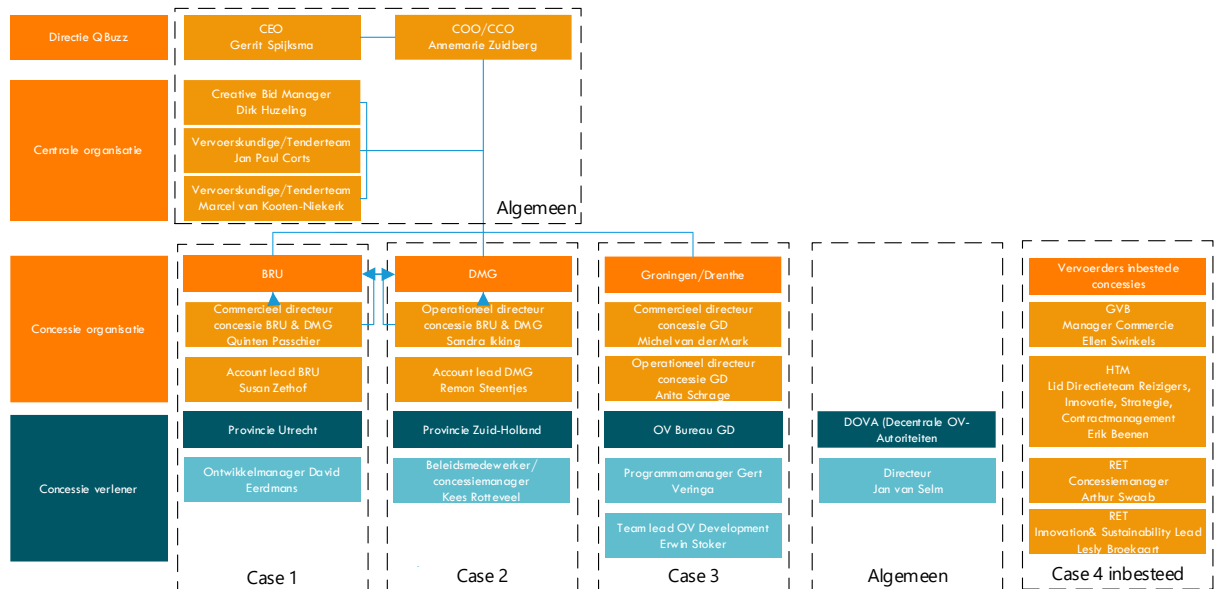 Directie QBuzz
CEO
Gerrit Spijksma
COO/CCO
Annemarie Zuidberg
Centrale organisatie
Creative Bid Manager
Dirk Huzeling
Vervoerskundige/Tenderteam
Jan Paul Corts
Vervoerskundige/Tenderteam
Marcel van Kooten-Niekerk
Algemeen
Concessie organisatie
BRU
Commercieel directeur
concessie BRU & DMG
Quinten Passchier
Account lead BRU
Susan Zethof
DMG
Operationeel directeur
concessie BRU & DMG
Sandra Ikking
Account lead DMG
Remon Steentjes
Groningen/Drenthe
Commercieel directeur
concessie GD
Michel van der Mark
Operationeel directeur
concessie GD
Anita Schrage
Vervoerders inbestede
concessies
GVB
Manager Commercie
Ellen Swinkels
HTM
Lid Directieteam Reizigers,
Innovatie, Strategie,
Contractmanagement
Erik Beenen
RET
Concessiemanager
Arthur Swaab
RET
Innovation& Sustainability Lead
Lesly Broekaart
Concessie verlener
Provincie Utrecht
Ontwikkelmanager David
Eerdmans
Provincie Zuid-Holland
Beleidsmedewerker/
concessiemanager
Kees Rotteveel
OV Bureau GD
Programmamanager Gert
Veringa
Team lead OV Development
Erwin Stoker
DOVA (Decentrale OV-
Autoriteiten
Directeur
Jan van Selm
Case 1
Case 2
Case 3
Algemeen
Case 4 inbesteed